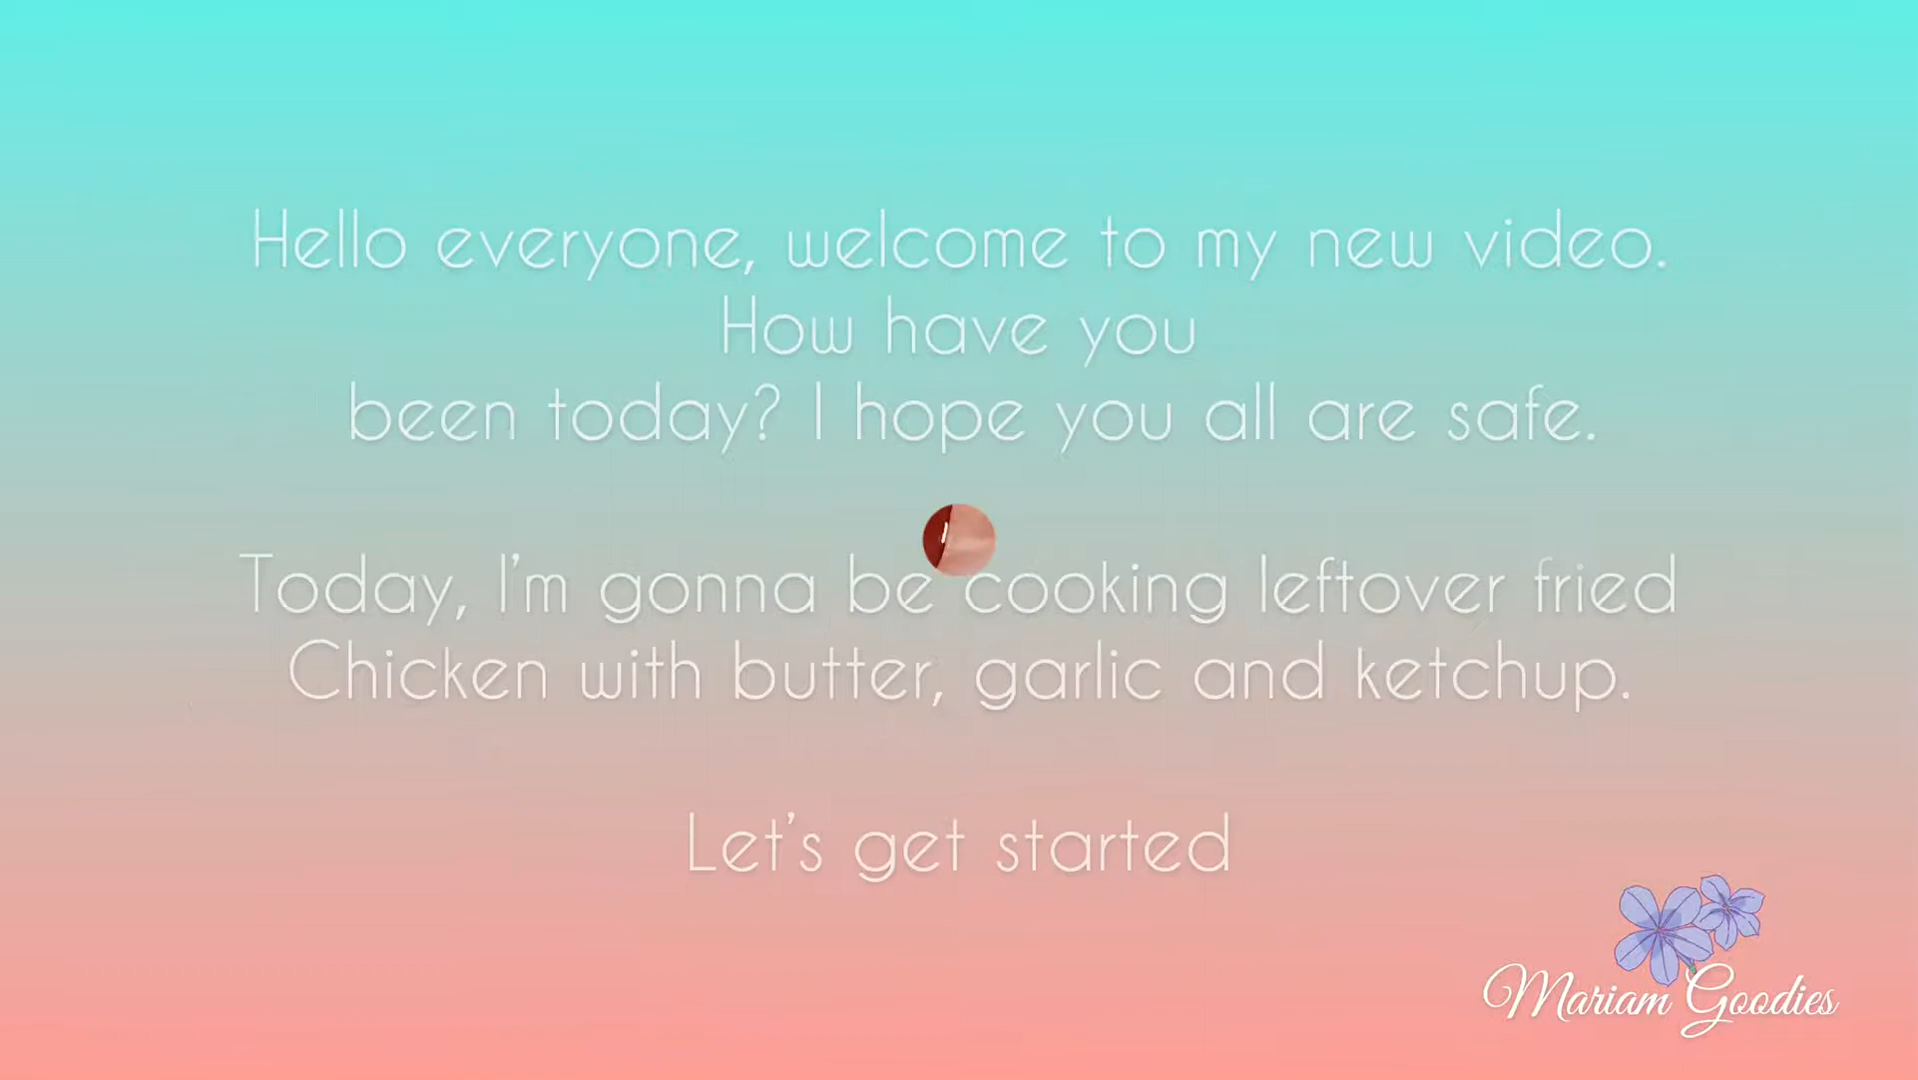 Hello everyone, welcome to my new video.
How have you
been today? I hope you all are safe.
Today, I'm gonna be cooking leftover fried
Chicken with butter, garlic and ketchup.
Let's get started
Mariam Goodies